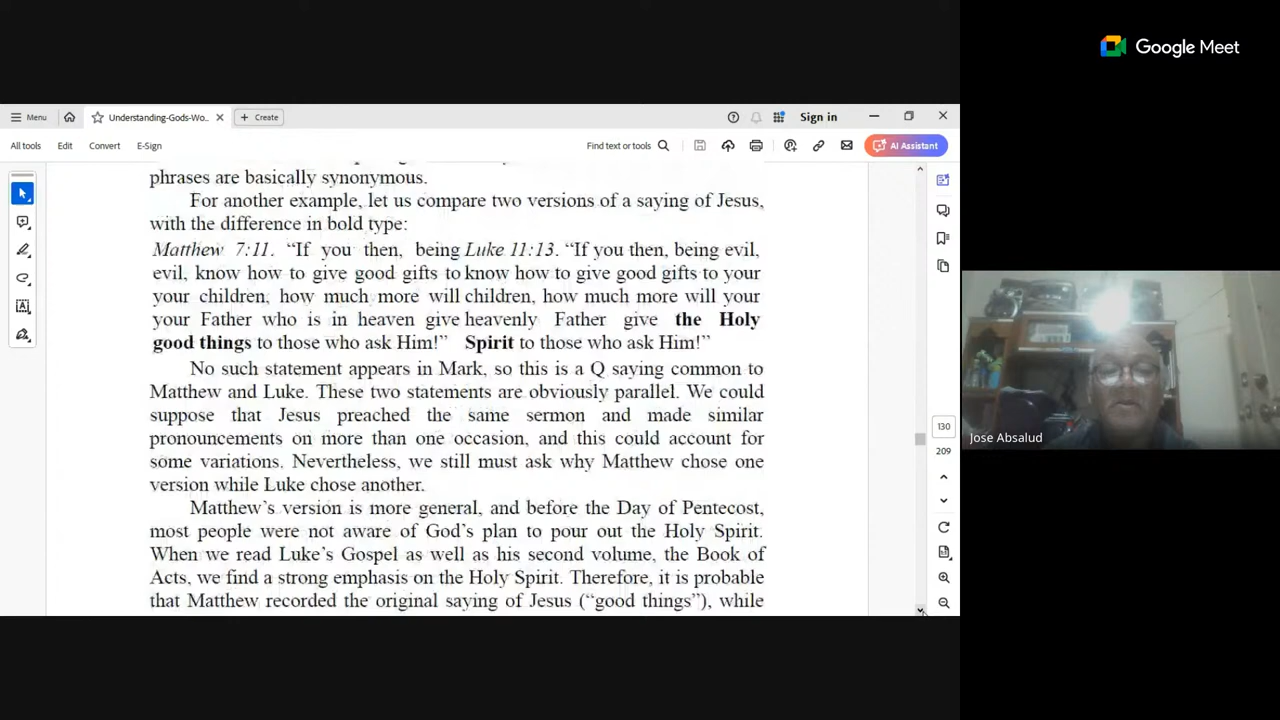 Google Meet
Menu
Understanding-Gods-Wo...
Create
Sign in
All tools
Edit
Convert
E-Sign
Find text or tools
AI Assistant
phrases are basically synonymous.
For another example, let us compare two versions of a saying of Jesus,
with the difference in bold type:
Matthew 7:11. “If you then, being
evil, know how to give good gifts to
your children, how much more will
your Father who is in heaven give
good things to those who ask Him!”
Luke 11:13. “If you then, being evil,
know how to give good gifts to your
children, how much more will your
heavenly Father give the Holy
Spirit to those who ask Him!”
No such statement appears in Mark, so this is a Q saying common to
Matthew and Luke. These two statements are obviously parallel. We could
suppose that Jesus preached the same sermon and made similar
pronouncements on more than one occasion, and this could account for
some variations. Nevertheless, we still must ask why Matthew chose one
version while Luke chose another.
Matthew’s version is more general, and before the Day of Pentecost,
most people were not aware of God’s plan to pour out the Holy Spirit.
When we read Luke’s Gospel as well as his second volume, the Book of
Acts, we find a strong emphasis on the Holy Spirit. Therefore, it is probable
that Matthew recorded the original saying of Jesus (“good things”), while
130
209
Jose Absalud